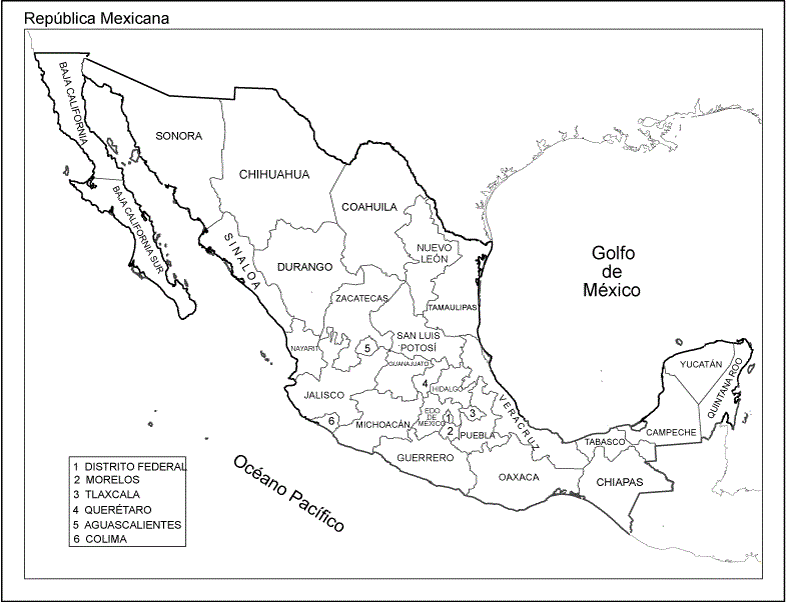 República Mexicana
BAJA CALIFORNIA
SONORA
CHIHUAHUA
COAHUILA
BAJA CALIFORNIA SUR
SINALOA
NUEVO
LEÓN
DURANGO
Golfo
de
México
ZACATECAS
TAMAULIPAS
SAN LUIS
POTOSÍ
NAYARIT
5
GUANAJUATO
YUCATÁN
QUINTANA ROO
4
HIDALGO
JALISCO
VERACRUZ
EDO
DE
MEXICO
1
3
6
MICHOACÁN
2
PUEBLA
CAMPECHE
TABASCO
GUERRERO
OAXACA
CHIAPAS
Océano Pacífico
1 DISTRITO FEDERAL
2 MORELOS
3 TLAXCALA
4 QUERÉTARO
5 AGUASCALIENTES
6 COLIMA